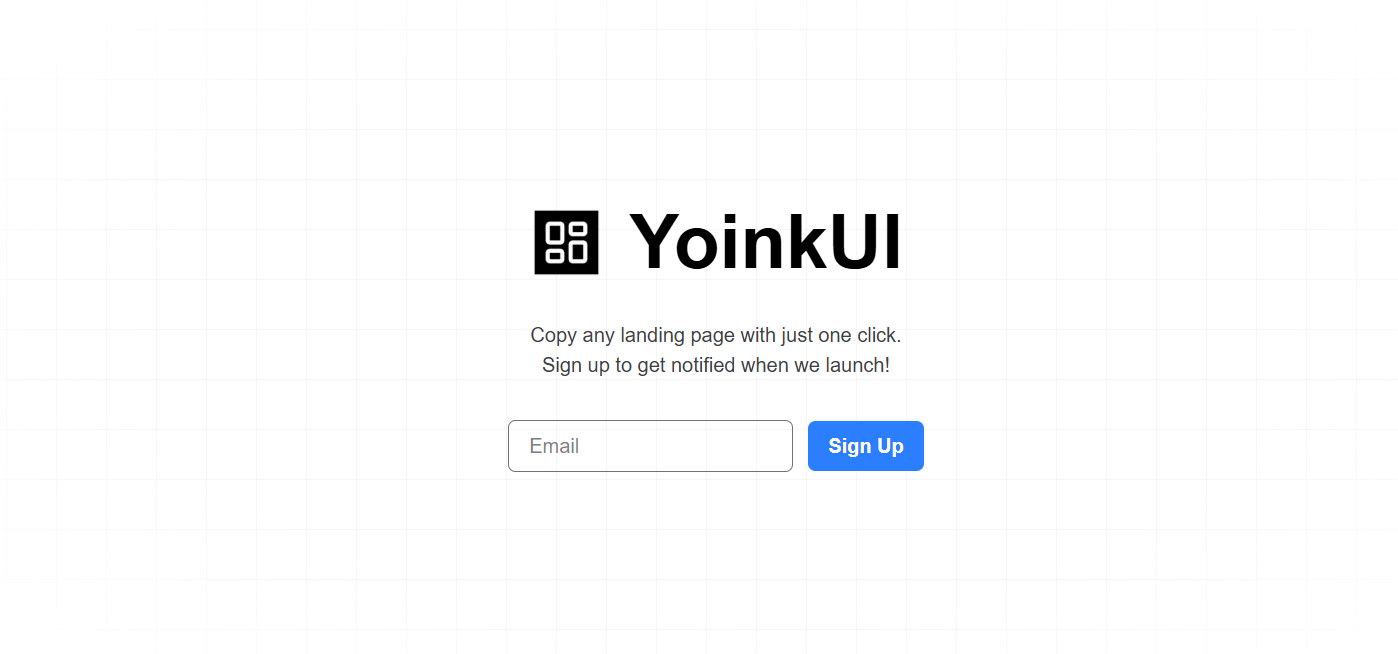 YoinkUI
Copy any landing page with just one click.
Sign up to get notified when we launch!
Email
Sign Up